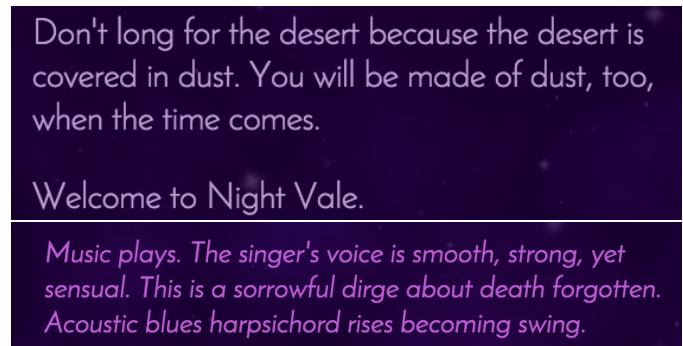 Don't long for the desert because the desert is
covered in dust. You will be made of dust, too,
when the time comes.
Welcome to Night Vale.
Music plays. The singer's voice is smooth, strong, yet
sensual. This is a sorrowful dirge about death forgotten.
Acoustic blues harpsichord rises becoming swing.